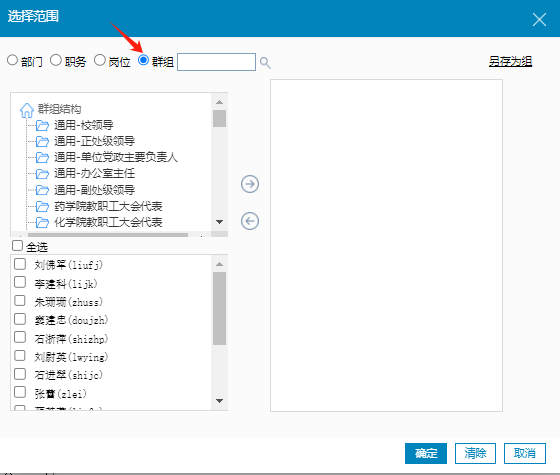 选择范围
部门 职务 岗位 群组 另存为组
群组结构
通用-校领导
通用-正处级领导
通用-单位党政主要负责人
通用-办公室主任
通用-副处级领导
药学院教职工大会代表
化学院教职工大会代表
全选
(liufj)
李建科(lijk)
朱珊珊(zhuss)
窦建忠(doujzh)
石浙萍(shizhp)
刘尉英(lwying)
石进翠(shijc)
张蕾(zlei)
确定 清除 取消